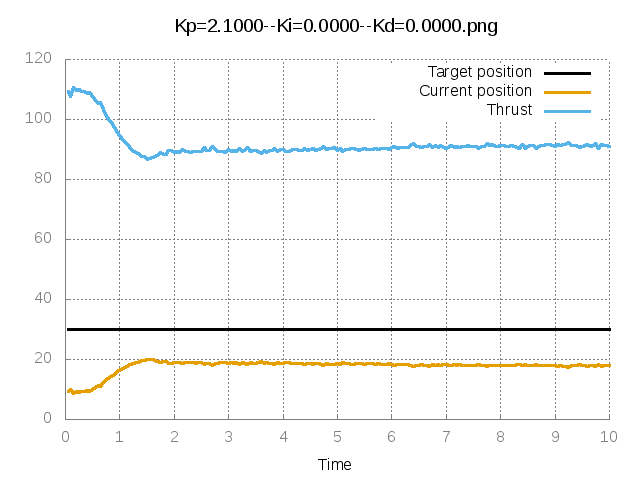 Kp=2.1000--Ki=0.0000--Kd=0.0000.png
120
100
80
60
40
20
0
Target position
Current position
Thrust
0 1 2 3 4 5 6 7 8 9 10
Time